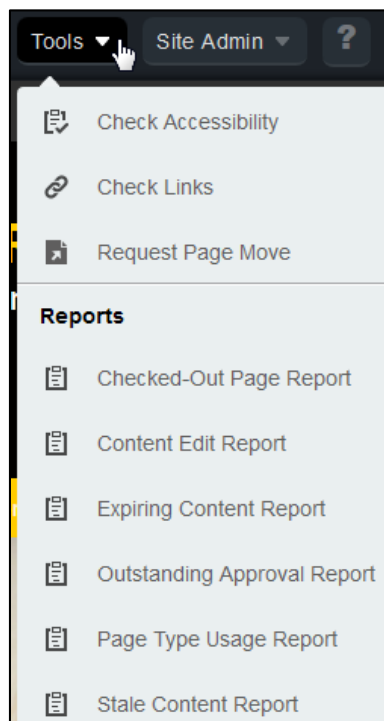 Tools Site Admin ?
Check Accessibility
Check Links
Request Page Move
Reports
Checked-Out Page Report
Content Edit Report
Expiring Content Report
Outstanding Approval Report
Page Type Usage Report
Stale Content Report